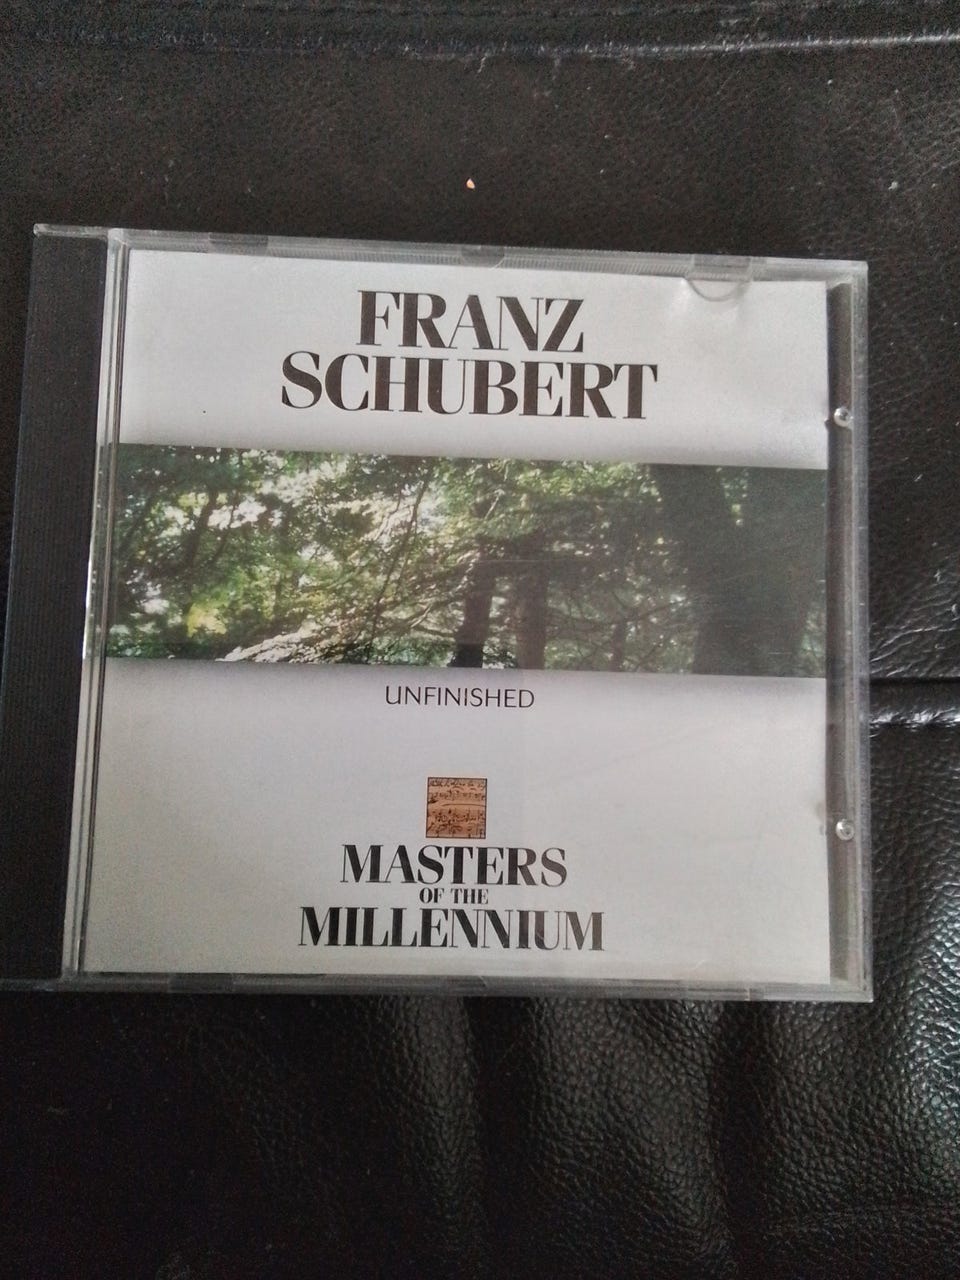 FRANZ
SCHUBERT
UNFINISHED
MASTERS
OF THE
MILLENNIUM